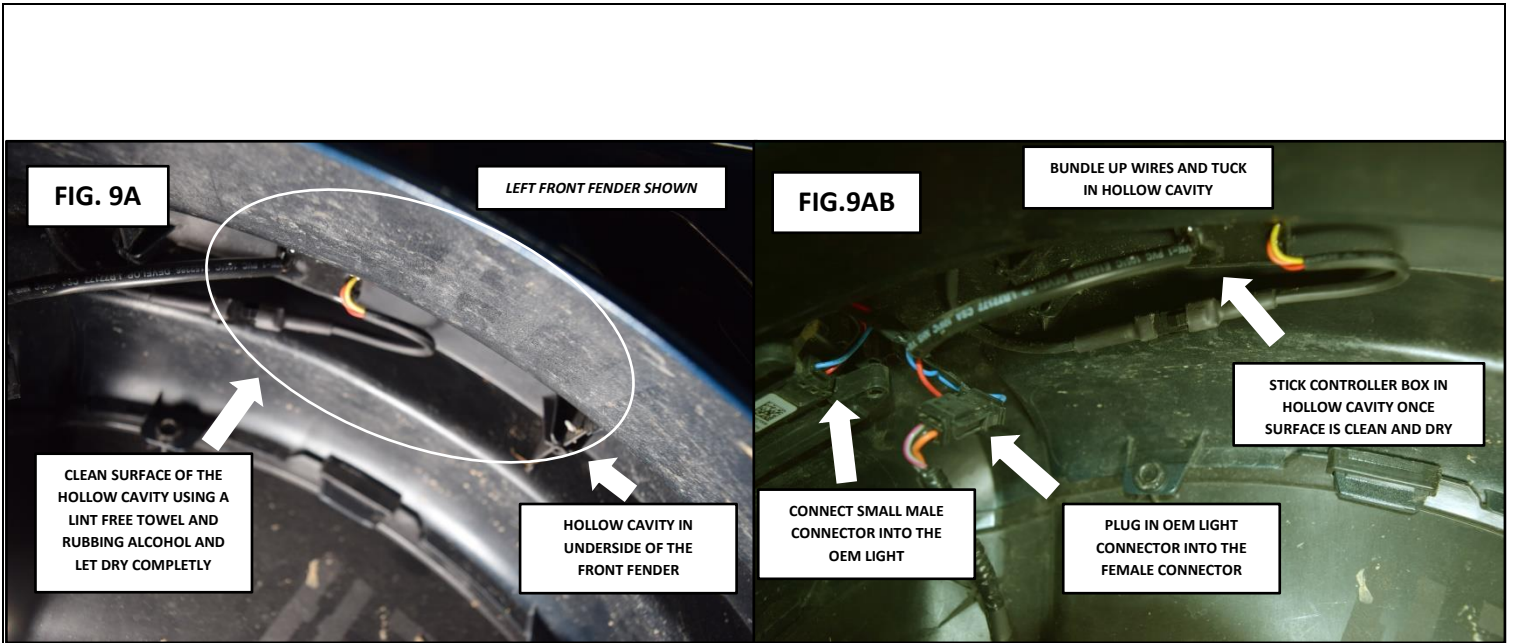 FIG. 9A
LEFT FRONT FENDER SHOWN
CLEAN SURFACE OF THE
HOLLOW CAVITY USING A
LINT FREE TOWEL AND
RUBBING ALCOHOL AND
LET DRY COMPLETLY
HOLLOW CAVITY IN
UNDERSIDE OF THE
FRONT FENDER
FIG.9AB
BUNDLE UP WIRES AND TUCK
IN HOLLOW CAVITY
STICK CONTROLLER BOX IN
HOLLOW CAVITY ONCE
SURFACE IS CLEAN AND DRY
CONNECT SMALL MALE
CONNECTOR INTO THE
OEM LIGHT
PLUG IN OEM LIGHT
CONNECTOR INTO THE
FEMALE CONNECTOR